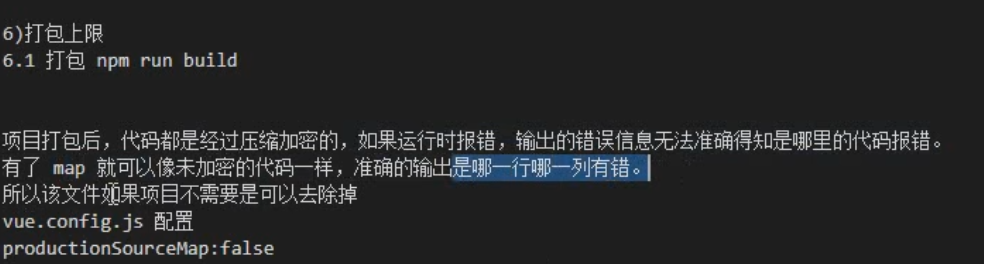 6)打包上限
6.1 打包 npm run build
项目打包后，代码都是经过压缩加密的，如果运行时报错，输出的错误信息无法准确得知是哪里的代码报错。
有了 map 就可以像未加密的代码一样，准确的输出是哪一行哪一列有错。
所以该文件如果项目不需要是可以去除掉
vue.config.js 配置
productionSourceMap:false